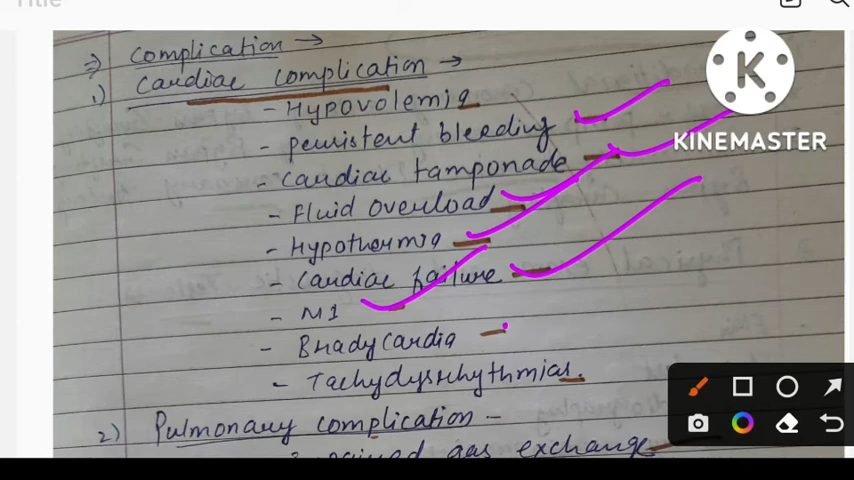 Title
⇒ Complication →
1) Cardiac complication →
- Hypovolemia
- persistent bleeding
- Cardiac tamponade
- Fluid overload
- Hypothermia
- Cardiac failure
- MI
- Bradycardia
- Tachydysrhythmias.
2) Pulmonary complication -
gas exchange
K
KINEMASTER